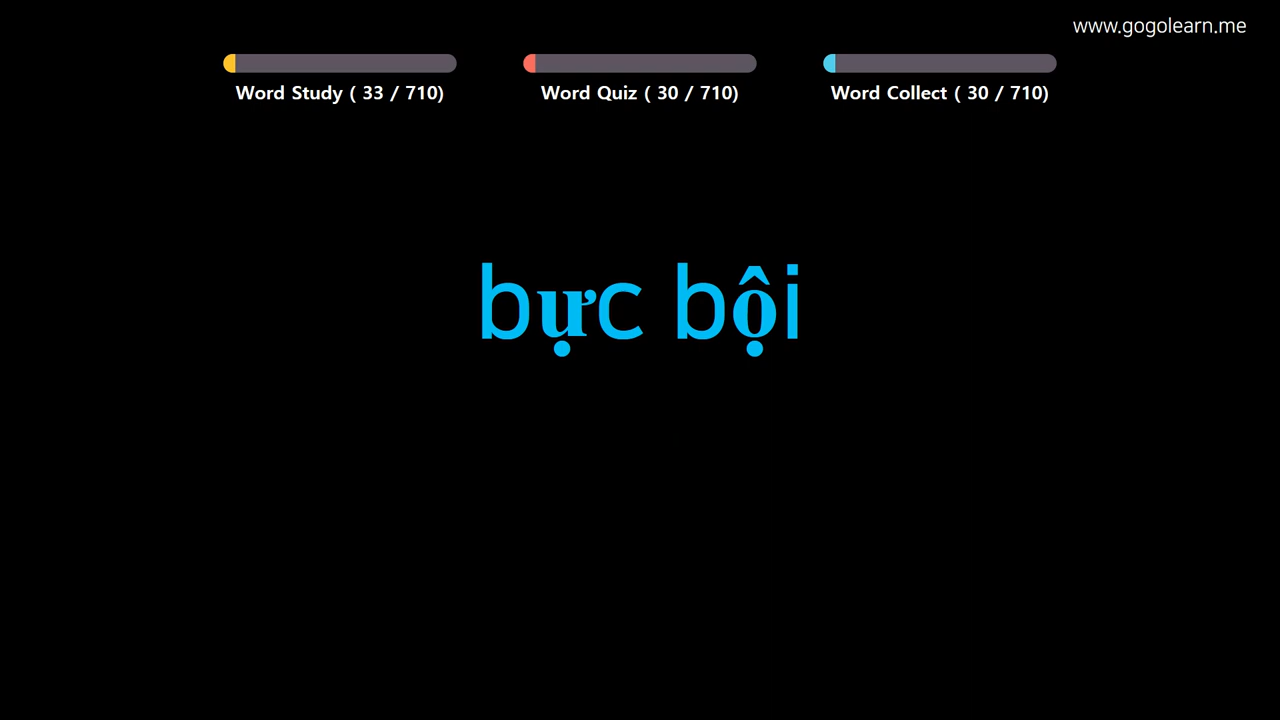 www.gogolearn.me
Word Study ( 33 / 710)
Word Quiz ( 30 / 710)
Word Collect ( 30 / 710)
bực bội